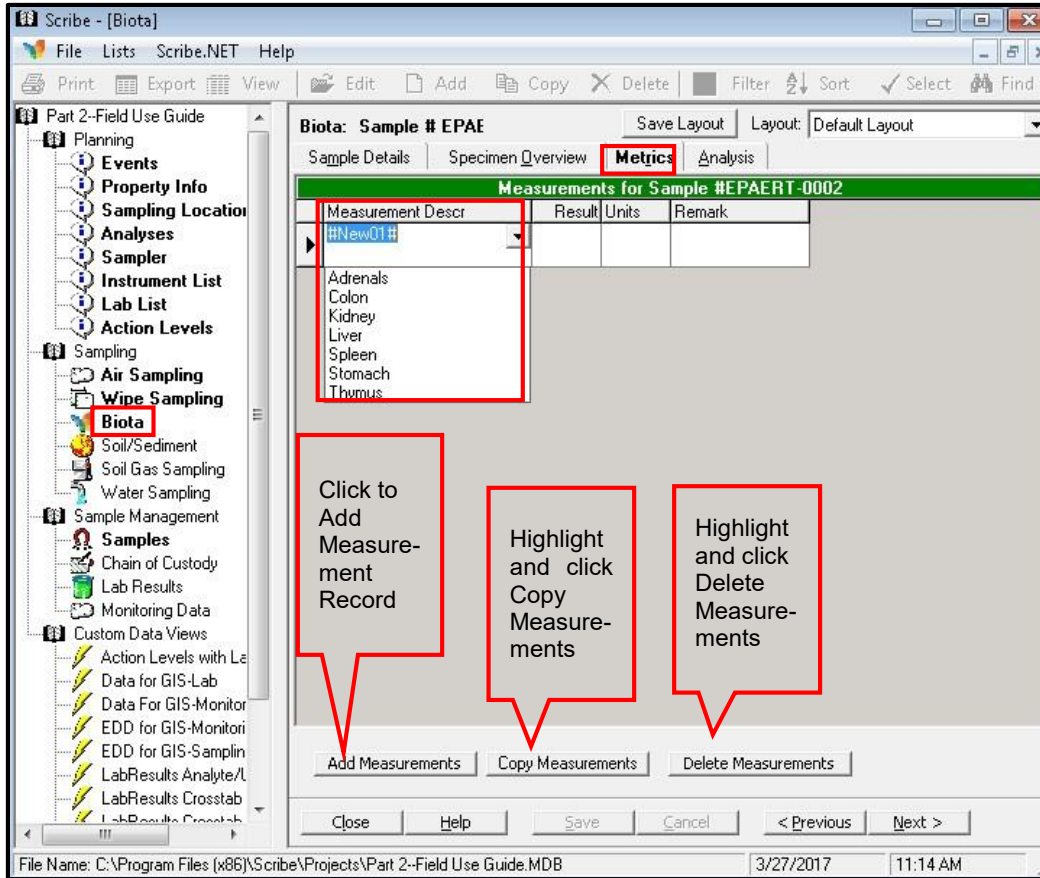 Scribe - [Biota]
File Lists Scribe.NET Help
Print Export View Edit Add Copy Delete Filter Sort Select Find
Part 2--Field Use Guide
Planning
Events
Property Info
Sampling Location
Analyses
Sampler
Instrument List
Lab List
Action Levels
Sampling
Air Sampling
Wipe Sampling
Biota
Soil/Sediment
Soil Gas Sampling
Water Sampling
Sample Management
Samples
Chain of Custody
Lab Results
Monitoring Data
Custom Data Views
Action Levels with La
Data for GIS-Lab
Data For GIS-Monitor
EDD for GIS-Monitori
EDD for GIS-Samplin
LabResults Analyte/L
LabResults Crosstab
LabResults Crosstab
Biota: Sample # EPAE
Save Layout Layout: Default Layout
Sample Details Specimen Overview Metrics Analysis
Measurements for Sample #EPAERT-0002
Measurement Descr Result Units Remark
#New01#
Adrenals
Colon
Kidney
Liver
Spleen
Stomach
Thymus
Click to
Add
Measure-
ment
Record
Highlight
and click
Copy
Measure-
ments
Highlight
and click
Delete
Measure-
ments
Add Measurements Copy Measurements Delete Measurements
Close Help Save Cancel < Previous Next >
File Name: C:\Program Files (x86)\Scribe\Projects\Part 2--Field Use Guide.MDB 3/27/2017 11:14 AM